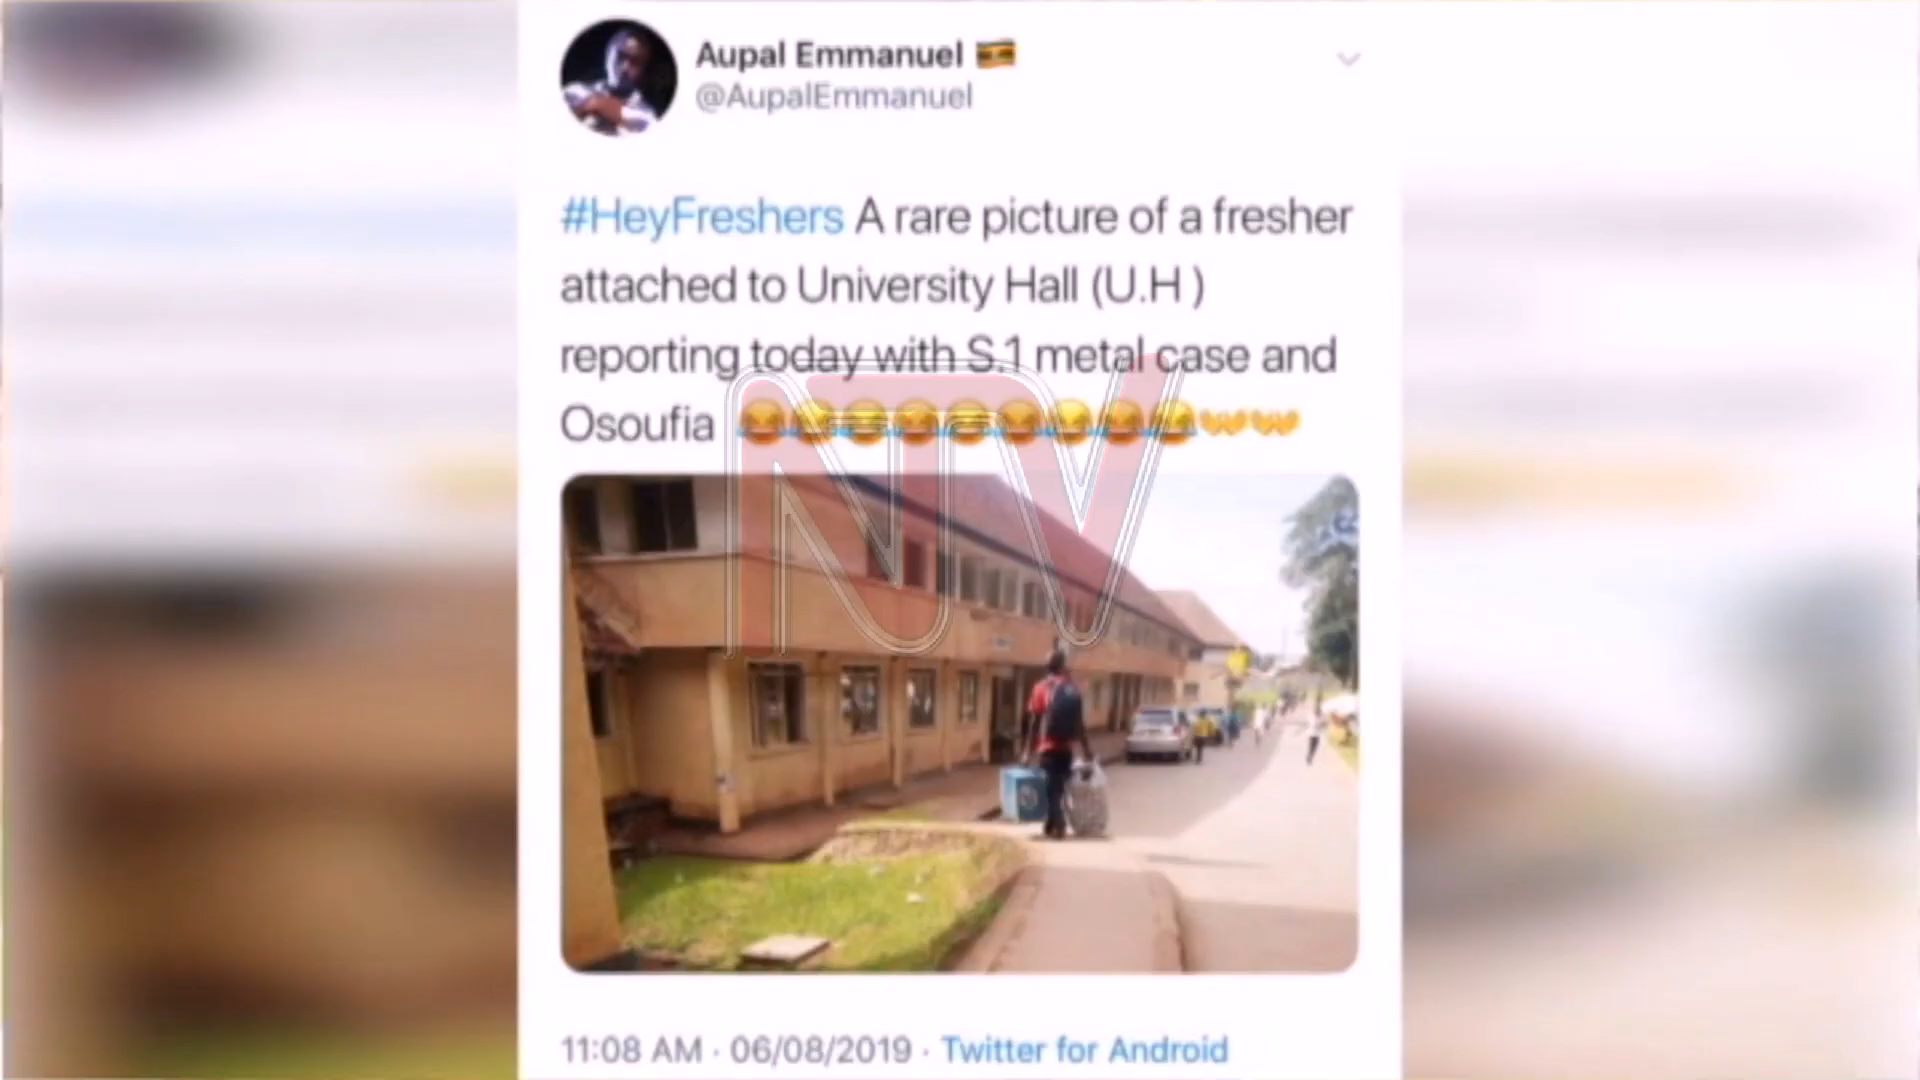 Aupal Emmanuel
@AupalEmmanuel
#HeyFreshers A rare picture of a fresher
attached to University Hall (U.H )
reporting today with S.1 metal case and
Osoufia
NTV
11:08 AM · 06/08/2019 · Twitter for Android